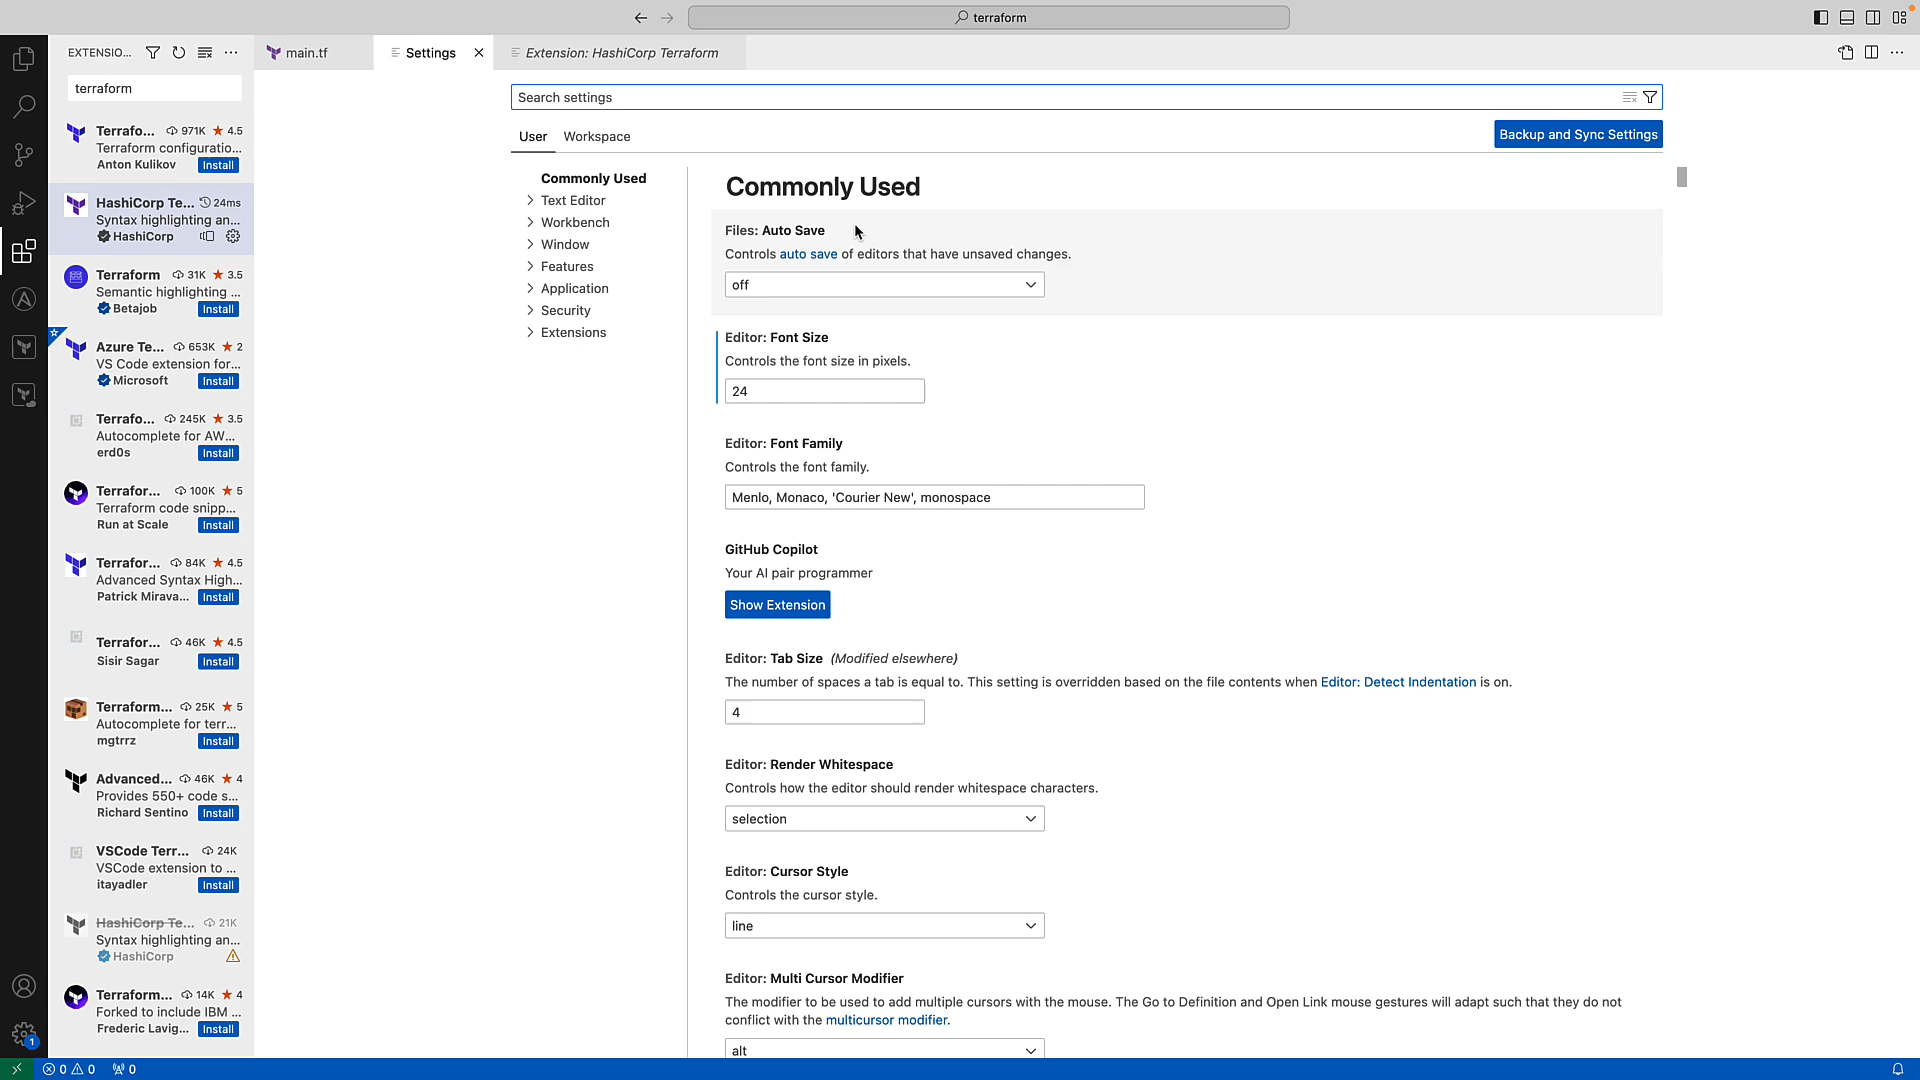 terraform
EXTENSIO...
main.tf
Settings
Extension: HashiCorp Terraform
terraform
Terrafo... 971K ★ 4.5
Terraform configuratio...
Anton Kulikov Install
HashiCorp Te... 24ms
Syntax highlighting an...
HashiCorp
Terraform 31K ★ 3.5
Semantic highlighting ...
Betajob Install
Azure Te... 653K ★ 2
VS Code extension for...
Microsoft Install
Terrafo... 245K ★ 3.5
Autocomplete for AW...
erd0s Install
Terrafor... 100K ★ 5
Terraform code snipp...
Run at Scale Install
Terrafor... 84K ★ 4.5
Advanced Syntax High...
Patrick Mirava... Install
Terrafor... 46K ★ 4.5
Sisir Sagar Install
Terraform... 25K ★ 5
Autocomplete for terr...
mgtrrz Install
Advanced... 46K ★ 4
Provides 550+ code s...
Richard Sentino Install
VSCode Terr... 24K
VSCode extension to ...
itayadler Install
HashiCorp Te... 21K
Syntax highlighting an...
HashiCorp
Terraform... 14K ★ 4
Forked to include IBM ...
Frederic Lavig... Install
Search settings
User Workspace
Backup and Sync Settings
Commonly Used
Text Editor
Workbench
Window
Features
Application
Security
Extensions
Commonly Used
Files: Auto Save
Controls auto save of editors that have unsaved changes.
off
Editor: Font Size
Controls the font size in pixels.
24
Editor: Font Family
Controls the font family.
Menlo, Monaco, 'Courier New', monospace
GitHub Copilot
Your AI pair programmer
Show Extension
Editor: Tab Size (Modified elsewhere)
The number of spaces a tab is equal to. This setting is overridden based on the file contents when Editor: Detect Indentation is on.
4
Editor: Render Whitespace
Controls how the editor should render whitespace characters.
selection
Editor: Cursor Style
Controls the cursor style.
line
Editor: Multi Cursor Modifier
The modifier to be used to add multiple cursors with the mouse. The Go to Definition and Open Link mouse gestures will adapt such that they do not
conflict with the multicursor modifier.
alt
1
0 0 0